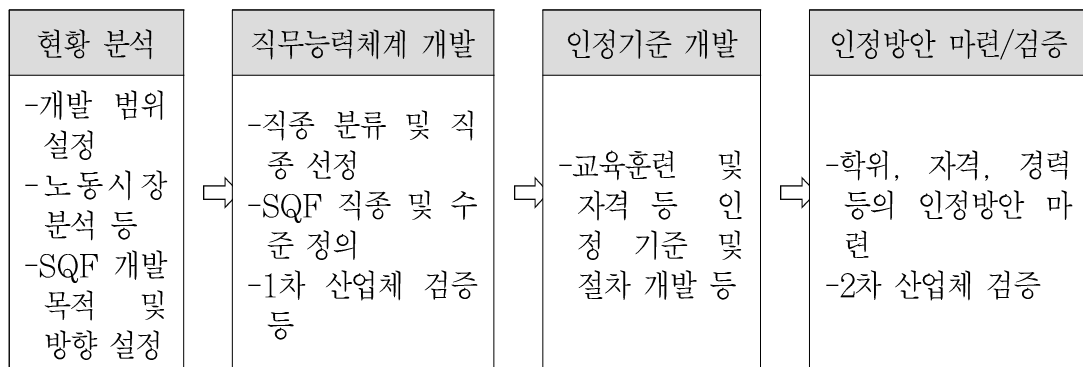 현황 분석
-개발 범위
설정
-노동시장
분석 등
-SQF 개발
목적 및
방향 설정
직무능력체계 개발
-직종 분류 및 직
종 선정
-SQF 직종 및 수
준 정의
-1차 산업체 검증
등
인정기준 개발
-교육훈련 및
자격 등 인
정 기준 및
절차 개발 등
인정방안 마련/검증
-학위, 자격, 경력
등의 인정방안 마
련
-2차 산업체 검증